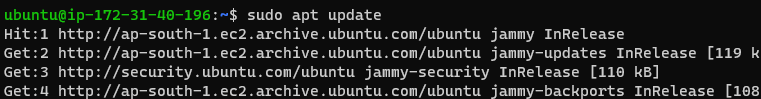 ubuntu@ip-172-31-40-196:~$ sudo apt update
Hit:1 http://ap-south-1.ec2.archive.ubuntu.com/ubuntu jammy InRelease
Get:2 http://ap-south-1.ec2.archive.ubuntu.com/ubuntu jammy-updates InRelease [119 k
Get:3 http://security.ubuntu.com/ubuntu jammy-security InRelease [110 kB]
Get:4 http://ap-south-1.ec2.archive.ubuntu.com/ubuntu jammy-backports InRelease [108